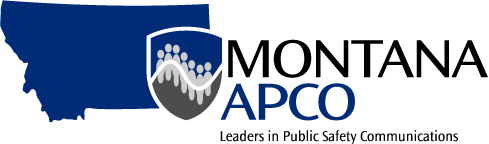 MONTANA
APCO
Leaders in Public Safety Communications